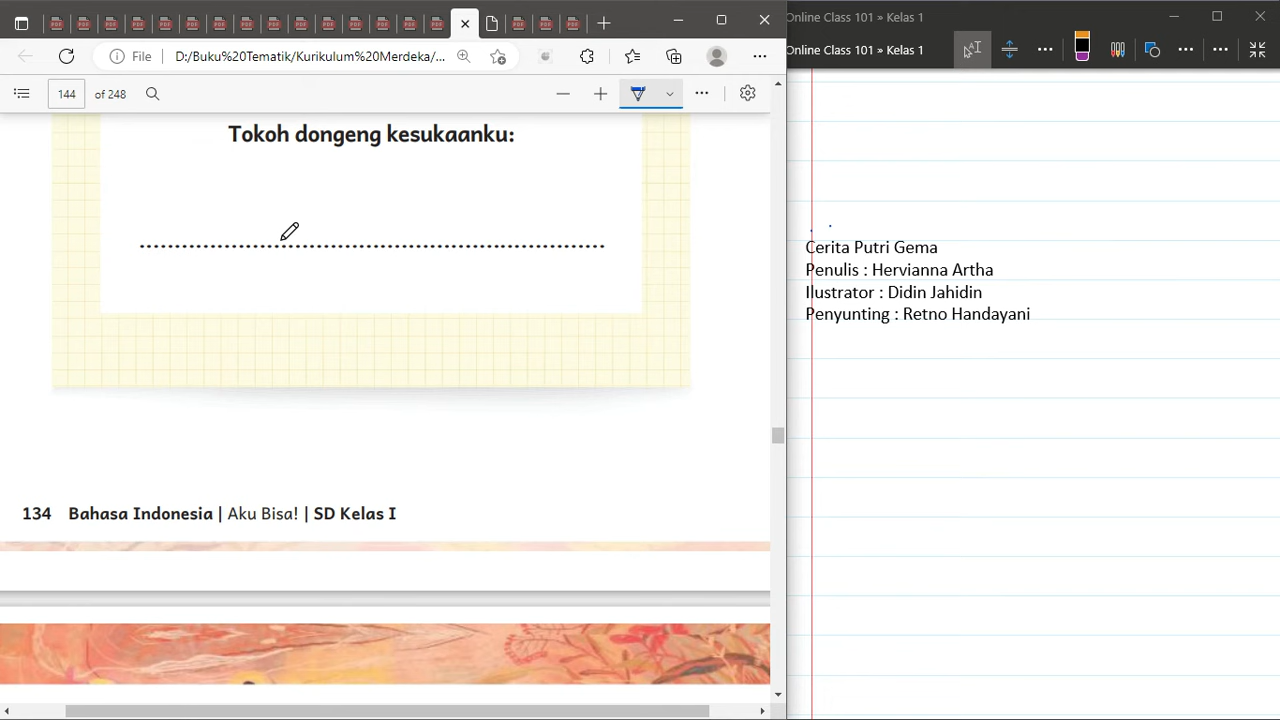 File
D:/Buku%20Tematik/Kurikulum%20Merdeka/...
144 of 248
Tokoh dongeng kesukaanku:
134 Bahasa Indonesia | Aku Bisa! | SD Kelas I
Online Class 101 » Kelas 1
Online Class 101 » Kelas 1
Cerita Putri Gema
Penulis : Hervianna Artha
Ilustrator : Didin Jahidin
Penyunting : Retno Handayani